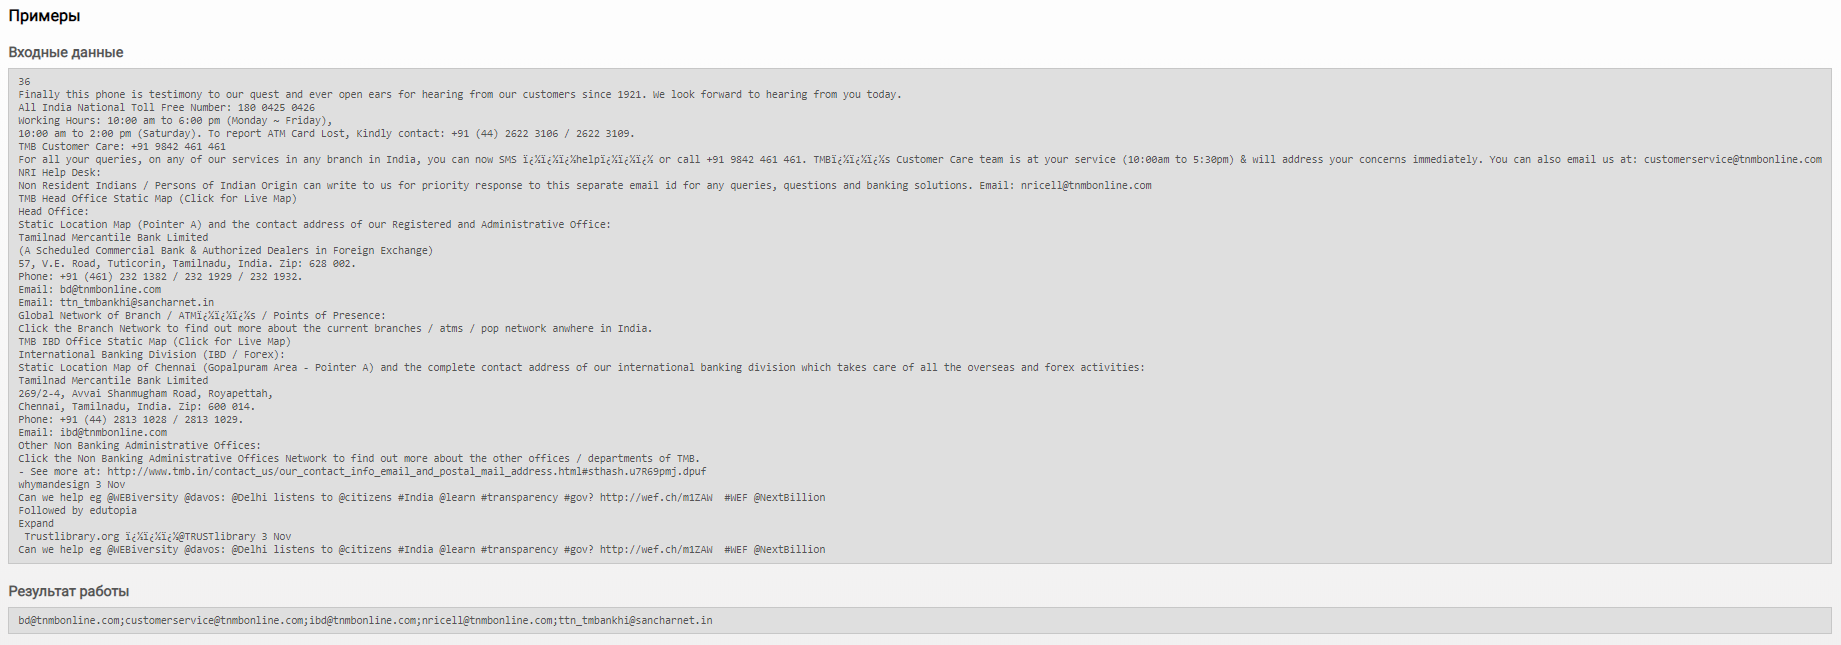 Примеры
Входные данные
36
Finally this phone is testimony to our quest and ever open ears for hearing from our customers since 1921. We look forward to hearing from you today.
All India National Toll Free Number: 180 0425 0426
Working Hours: 10:00 am to 6:00 pm (Monday ~ Friday),
10:00 am to 2:00 pm (Saturday). To report ATM Card Lost, Kindly contact: +91 (44) 2622 3106 / 2622 3109.
TMB Customer Care: +91 9842 461 461
For all your queries, on any of our services in any branch in India, you can now SMS ï¿½ï¿½ï¿½helpï¿½ï¿½ï¿½ or call +91 9842 461 461. TMBï¿½ï¿½ï¿½s Customer Care team is at your service (10:00am to 5:30pm) & will address your concerns immediately. You can also email us at: customerservice@tnmbonline.com
NRI Help Desk:
Non Resident Indians / Persons of Indian Origin can write to us for priority response to this separate email id for any queries, questions and banking solutions. Email: nricell@tnmbonline.com
TMB Head Office Static Map (Click for Live Map)
Head Office:
Static Location Map (Pointer A) and the contact address of our Registered and Administrative Office:
Tamilnad Mercantile Bank Limited
(A Scheduled Commercial Bank & Authorized Dealers in Foreign Exchange)
57, V.E. Road, Tuticorin, Tamilnadu, India. Zip: 628 002.
Phone: +91 (461) 232 1382 / 232 1929 / 232 1932.
Email: bd@tnmbonline.com
Email: ttn_tmbankhi@sancharnet.in
Global Network of Branch / ATMï¿½ï¿½ï¿½s / Points of Presence:
Click the Branch Network to find out more about the current branches / atms / pop network anwhere in India.
TMB IBD Office Static Map (Click for Live Map)
International Banking Division (IBD / Forex):
Static Location Map of Chennai (Gopalpuram Area - Pointer A) and the complete contact address of our international banking division which takes care of all the overseas and forex activities:
Tamilnad Mercantile Bank Limited
269/2-4, Avvai Shanmugham Road, Royapettah,
Chennai, Tamilnadu, India. Zip: 600 014.
Phone: +91 (44) 2813 1028 / 2813 1029.
Email: ibd@tnmbonline.com
Other Non Banking Administrative Offices:
Click the Non Banking Administrative Offices Network to find out more about the other offices / departments of TMB.
- See more at: http://www.tmb.in/contact_us/our_contact_info_email_and_postal_mail_address.html#sthash.u7R69pmj.dpuf
whymandesign 3 Nov
Can we help eg @WEBiversity @davos: @Delhi listens to @citizens #India @learn #transparency #gov? http://wef.ch/m1ZAW  #WEF @NextBillion
Followed by edutopia
Expand
 Trustlibrary.org ï¿½ï¿½ï¿½@TRUSTlibrary 3 Nov
Can we help eg @WEBiversity @davos: @Delhi listens to @citizens #India @learn #transparency #gov? http://wef.ch/m1ZAW  #WEF @NextBillion
Результат работы
bd@tnmbonline.com;customerservice@tnmbonline.com;ibd@tnmbonline.com;nricell@tnmbonline.com;ttn_tmbankhi@sancharnet.in